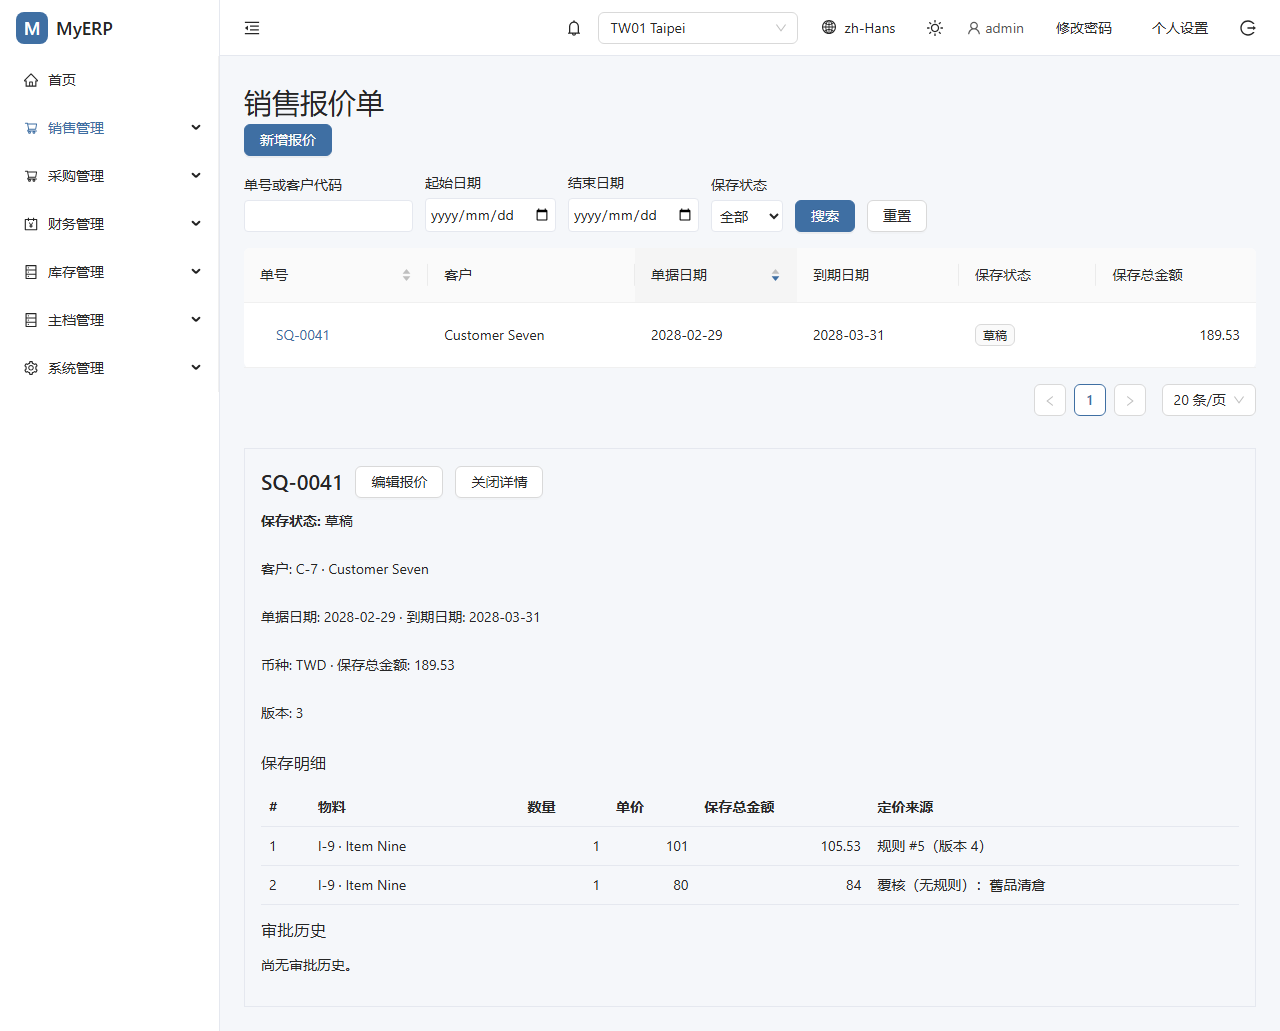 M MyERP
TW01 Taipei
zh-Hans
admin
修改密码
个人设置
首页
销售管理
采购管理
财务管理
库存管理
主档管理
系统管理
销售报价单
新增报价
单号或客户代码
起始日期
结束日期
保存状态
yyyy/mm/dd
yyyy/mm/dd
全部
搜索
重置
单号 客户 单据日期 到期日期 保存状态 保存总金额
SQ-0041 Customer Seven 2028-02-29 2028-03-31 草稿 189.53
< 1 > 20 条/页
SQ-0041 编辑报价 关闭详情
保存状态: 草稿
客户: C-7 · Customer Seven
单据日期: 2028-02-29 · 到期日期: 2028-03-31
币种: TWD · 保存总金额: 189.53
版本: 3
保存明细
# 物料 数量 单价 保存总金额 定价来源
1 I-9 · Item Nine 1 101 105.53 规则 #5（版本 4）
2 I-9 · Item Nine 1 80 84 覆核（无规则）：舊品清倉
审批历史
尚无审批历史。